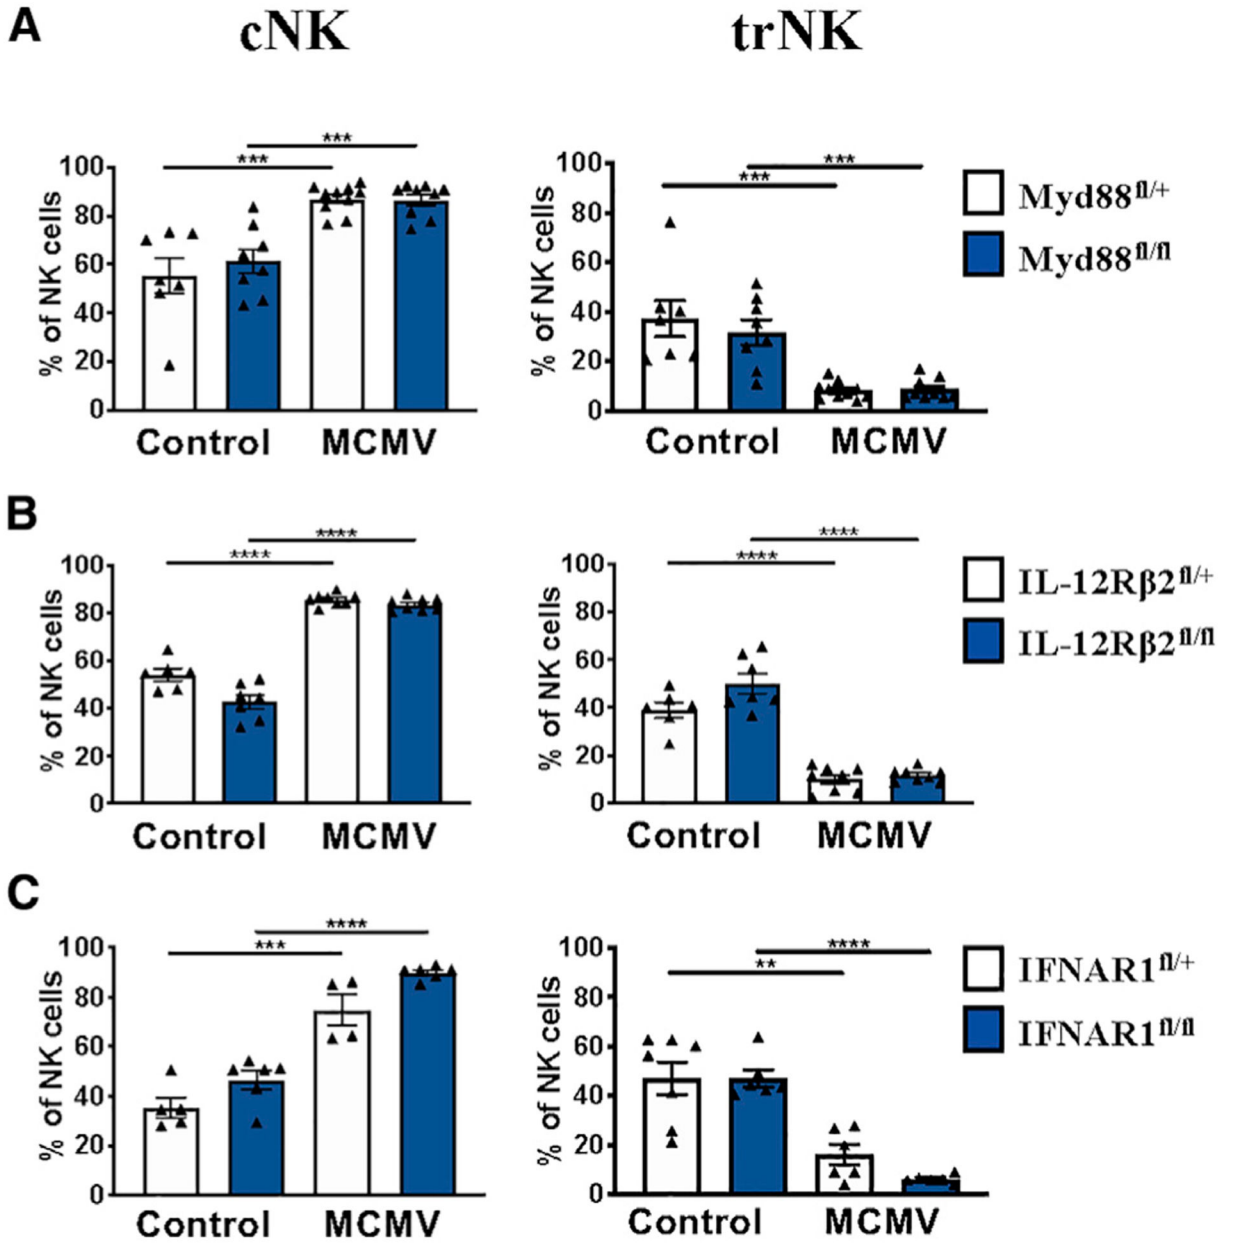 A
cNK
trNK
***
***
% of NK cells
100
80
60
40
20
0
Control
MCMV
***
***
% of NK cells
100
80
60
40
20
0
Control
MCMV
Myd88fl/+
Myd88fl/fl
B
****
****
% of NK cells
100
80
60
40
20
0
Control
MCMV
****
****
% of NK cells
100
80
60
40
20
0
Control
MCMV
IL-12Rβ2fl/+
IL-12Rβ2fl/fl
C
****
***
% of NK cells
100
80
60
40
20
0
Control
MCMV
****
**
% of NK cells
100
80
60
40
20
0
Control
MCMV
IFNAR1fl/+
IFNAR1fl/fl